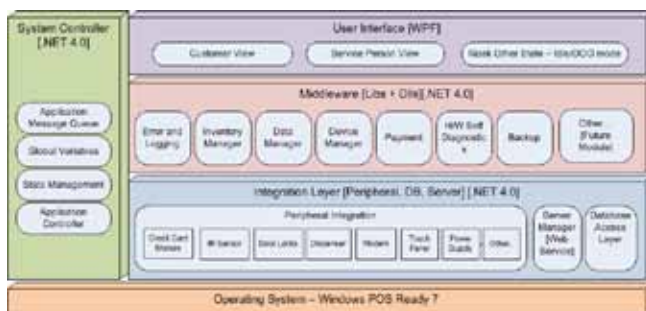 System Controller
[.NET 4.0]
Application
Message Queue
Global Variables
State Management
Application
Controller
User Interface [WPF]
Customer View
Service Person View
Kiosk Other State – Idle/OOO mode
Middleware [Libs + Dlls][.NET 4.0]
Error and
Logging
Inventory
Manager
Data
Manager
Device
Manager
Payment
H/W Self
Diagnostic
s
Backup
Other..
[Future
Module]
Integration Layer [Peripheral, DB, Server] [.NET 4.0]
Peripheral Integration
Credit Card
IR Sensor
Door Locks
Dispenser
Modem
Touch
Panel
Power
Supply
Other..
Server
Manager
[Web
Service]
Database
Access
Layer
Operating System – Windows POS Ready 7